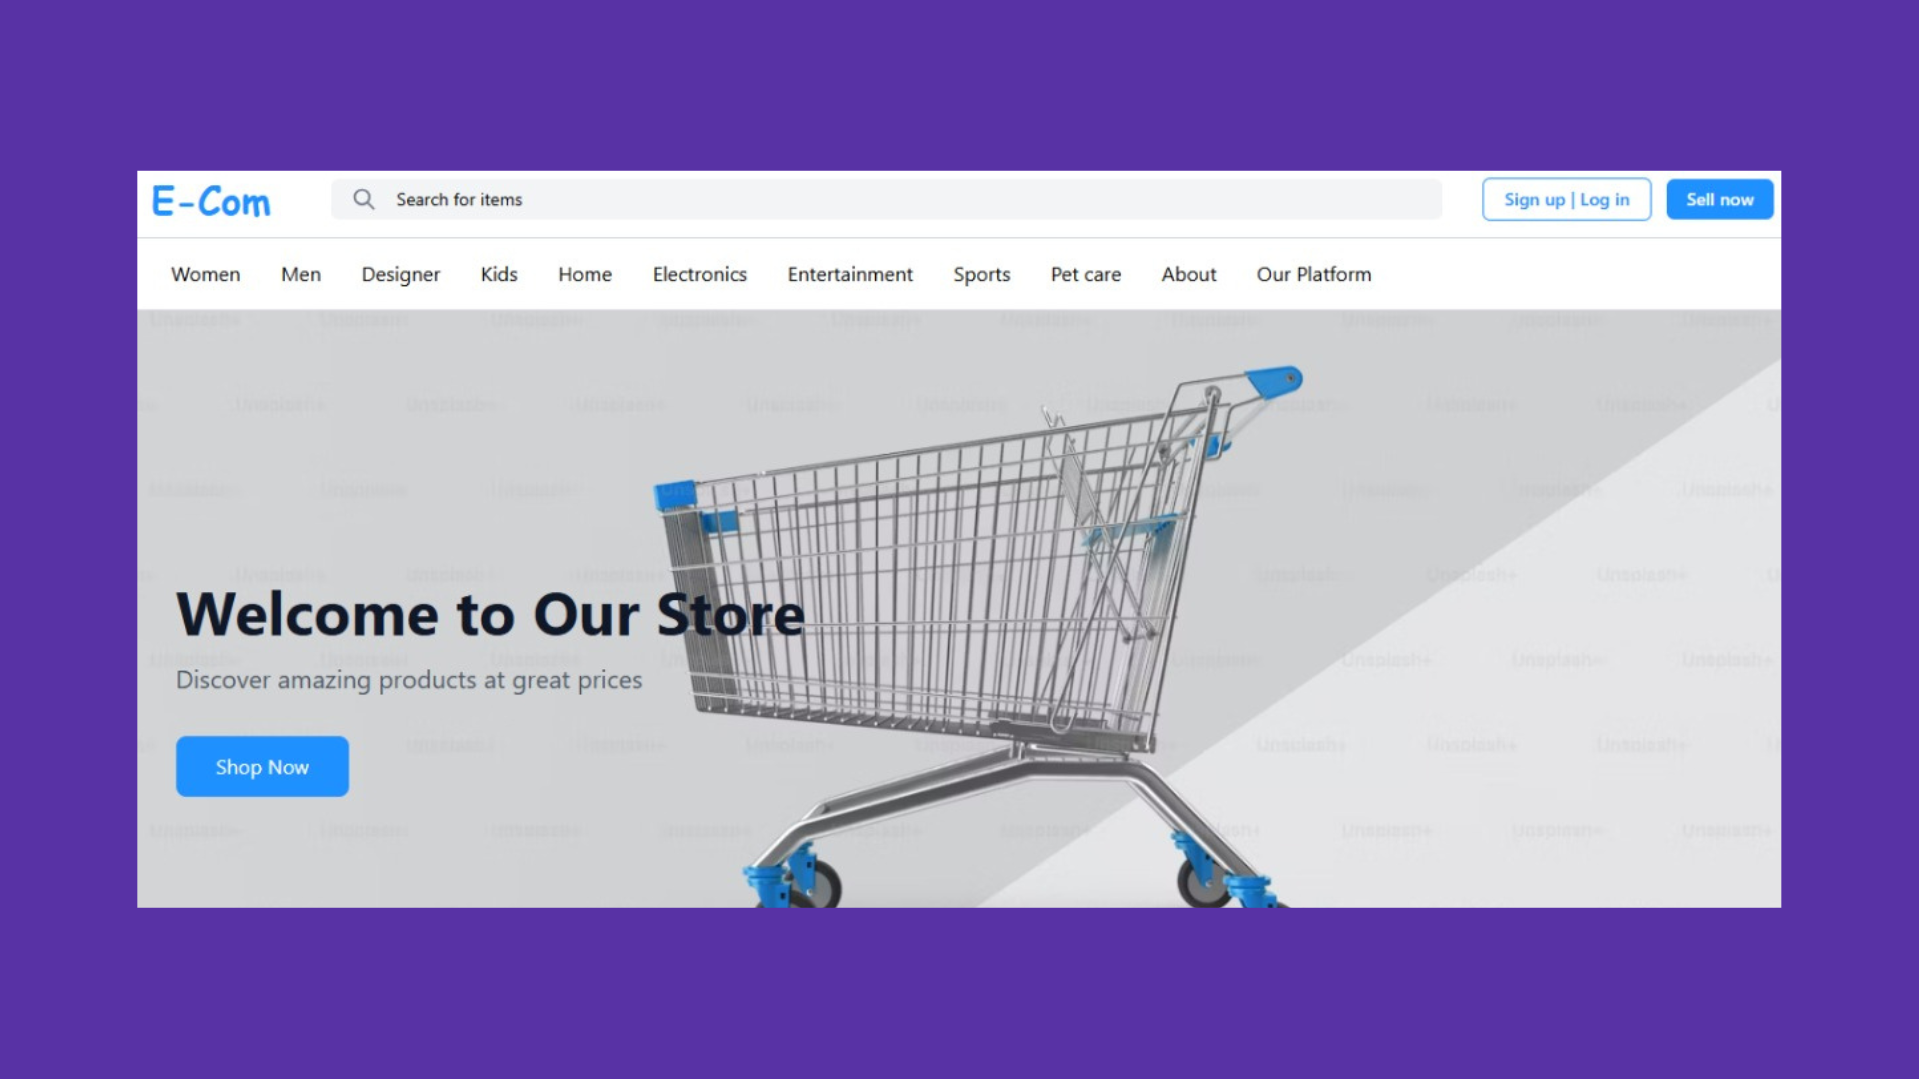 E-Com
Search for items
Sign up | Log in
Sell now
Women Men Designer Kids Home Electronics Entertainment Sports Pet care About Our Platform
Welcome to Our Store
Discover amazing products at great prices
Shop Now
Unsplash+